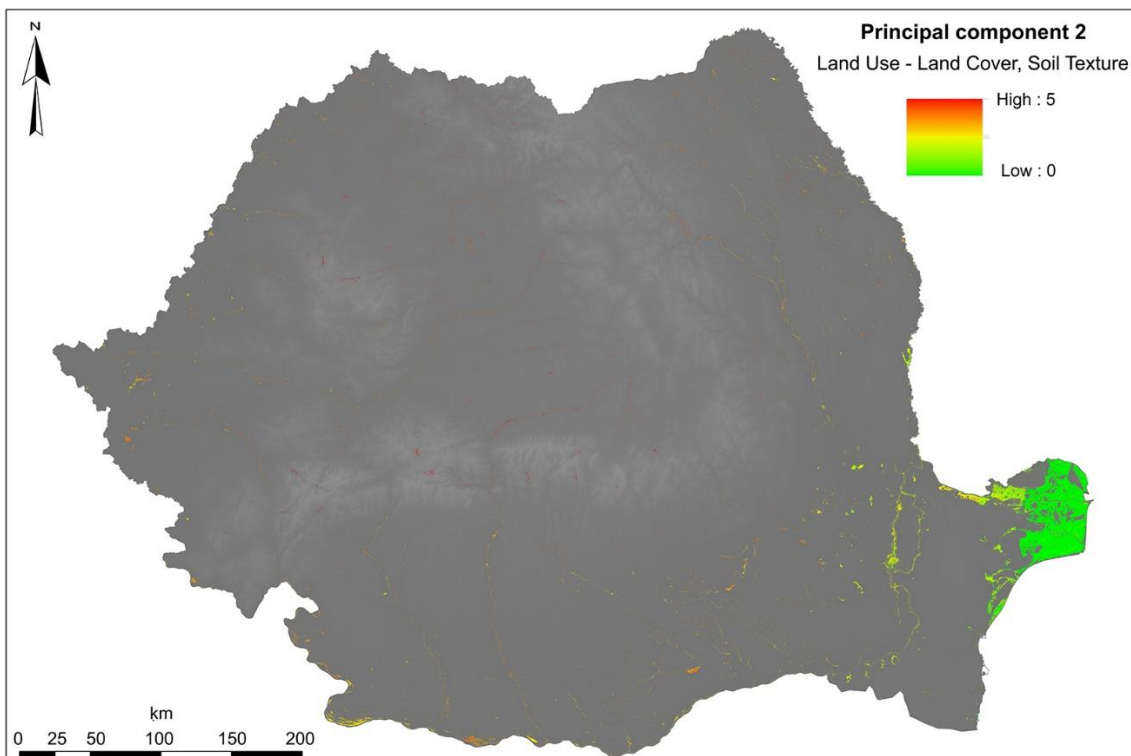 N
Principal component 2
Land Use - Land Cover, Soil Texture
High : 5
Low : 0
km
0 25 50 100 150 200